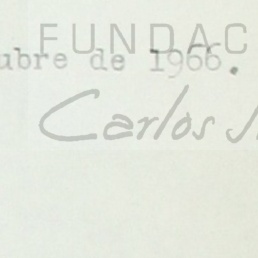 FUNDAC
ubre de 1966.
Carlos